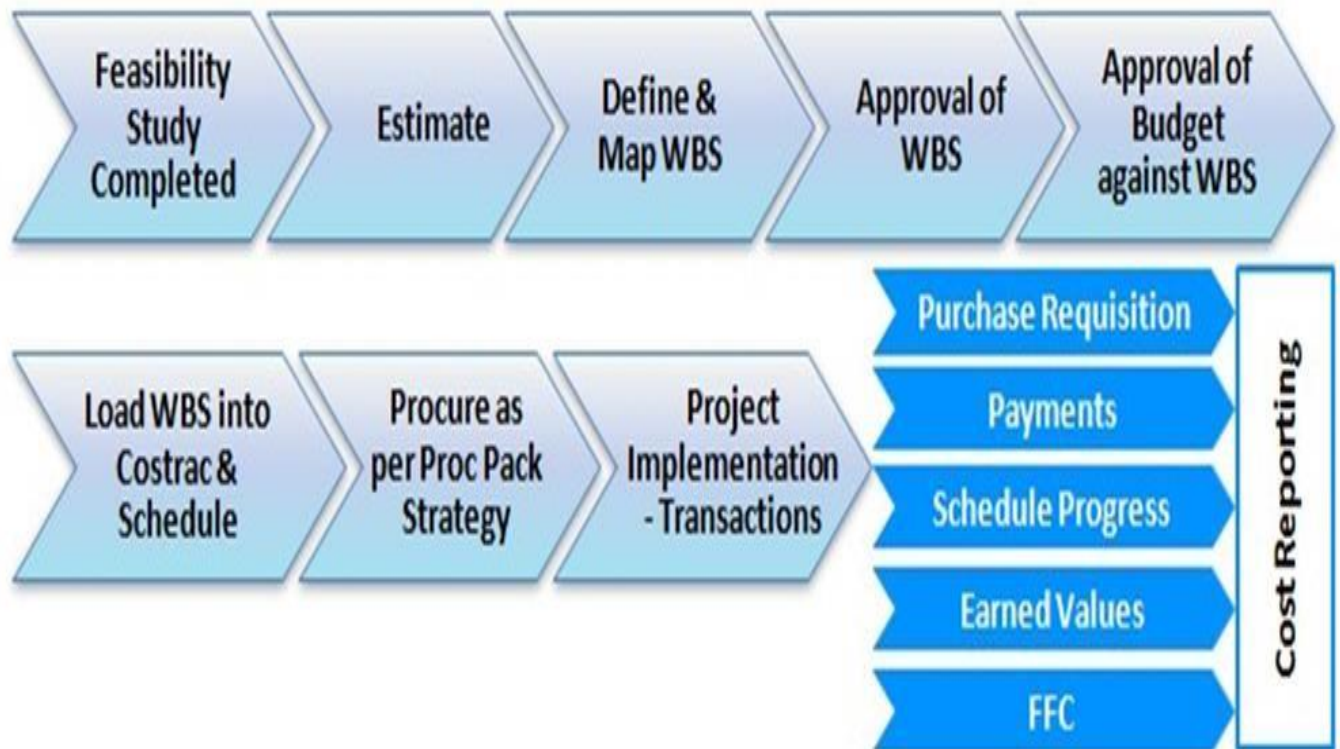 Feasibility
Study
Completed
Estimate
Define &
Map WBS
Approval of
WBS
Approval of
Budget
against WBS
Load WBS into
Costrac &
Schedule
Procure as
per Proc Pack
Strategy
Project
Implementation
- Transactions
Purchase Requisition
Payments
Schedule Progress
Earned Values
FFC
Cost Reporting